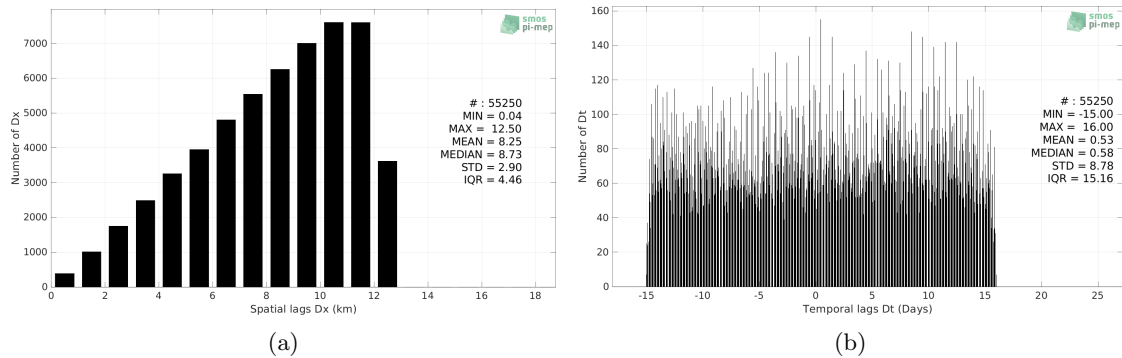 smos
pi-mep
7000
6000
5000
4000
3000
2000
1000
0
Number of Dx
# : 55250
MIN = 0.04
MAX = 12.50
MEAN = 8.25
MEDIAN = 8.73
STD = 2.90
IQR = 4.46
0 2 4 6 8 10 12 14 16 18
Spatial lags Dx (km)
(a)
smos
pi-mep
160
140
120
100
80
60
40
20
0
Number of Dt
# : 55250
MIN = -15.00
MAX = 16.00
MEAN = 0.53
MEDIAN = 0.58
STD = 8.78
IQR = 15.16
-15 -10 -5 0 5 10 15 20 25
Temporal lags Dt (Days)
(b)